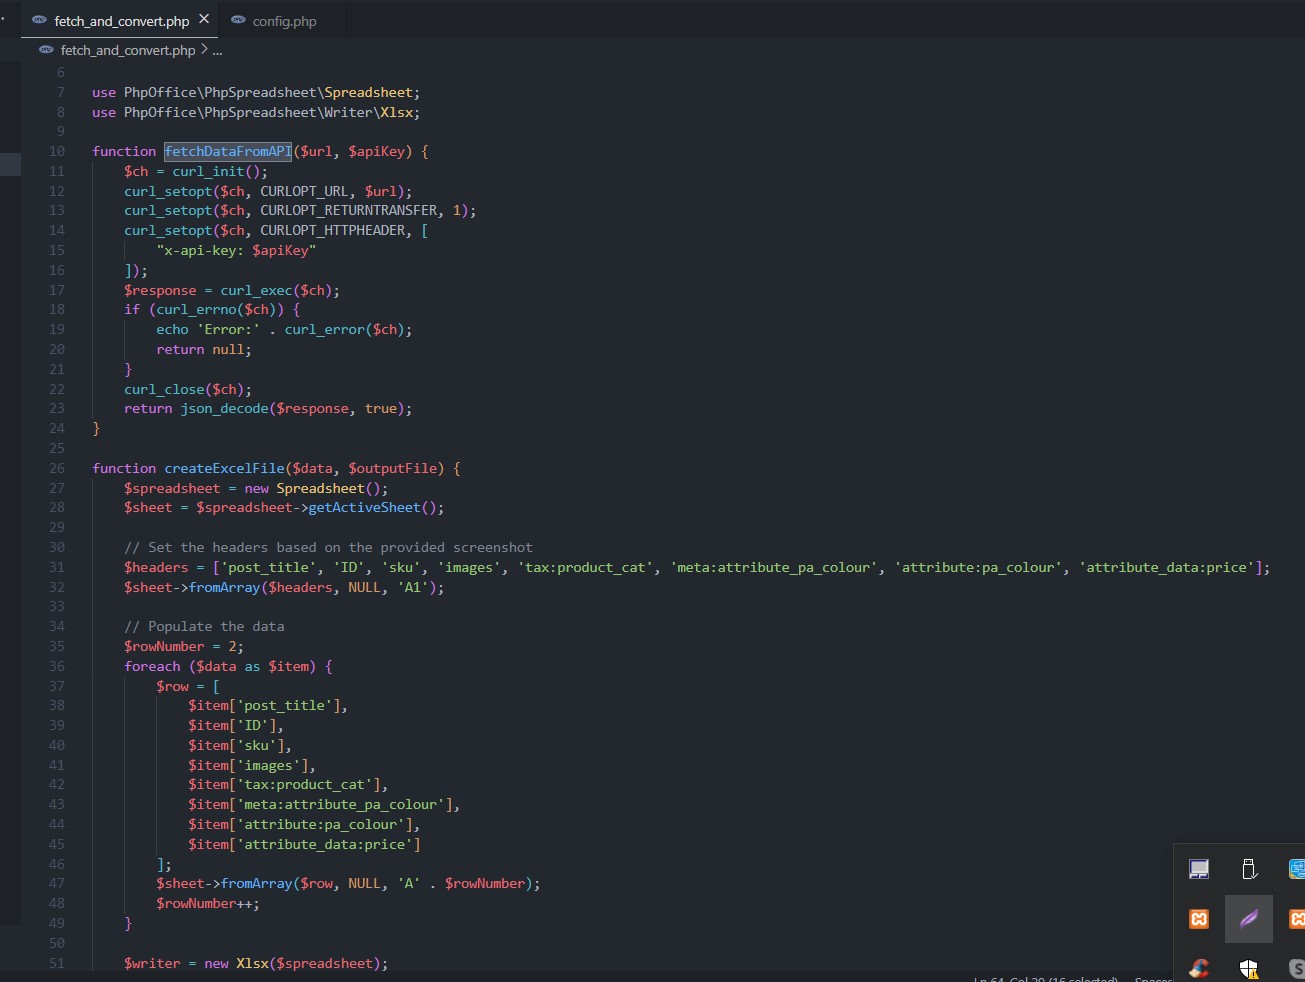 fetch_and_convert.php
config.php
fetch_and_convert.php > ...
6
7 use PhpOffice\PhpSpreadsheet\Spreadsheet;
8 use PhpOffice\PhpSpreadsheet\Writer\Xlsx;
9
10 function fetchDataFromAPI($url, $apiKey) {
11     $ch = curl_init();
12     curl_setopt($ch, CURLOPT_URL, $url);
13     curl_setopt($ch, CURLOPT_RETURNTRANSFER, 1);
14     curl_setopt($ch, CURLOPT_HTTPHEADER, [
15         "x-api-key: $apiKey"
16     ]);
17     $response = curl_exec($ch);
18     if (curl_errno($ch)) {
19         echo 'Error:' . curl_error($ch);
20         return null;
21     }
22     curl_close($ch);
23     return json_decode($response, true);
24 }
25
26 function createExcelFile($data, $outputFile) {
27     $spreadsheet = new Spreadsheet();
28     $sheet = $spreadsheet->getActiveSheet();
29
30     // Set the headers based on the provided screenshot
31     $headers = ['post_title', 'ID', 'sku', 'images', 'tax:product_cat', 'meta:attribute_pa_colour', 'attribute:pa_colour', 'attribute_data:price'];
32     $sheet->fromArray($headers, NULL, 'A1');
33
34     // Populate the data
35     $rowNumber = 2;
36     foreach ($data as $item) {
37         $row = [
38             $item['post_title'],
39             $item['ID'],
40             $item['sku'],
41             $item['images'],
42             $item['tax:product_cat'],
43             $item['meta:attribute_pa_colour'],
44             $item['attribute:pa_colour'],
45             $item['attribute_data:price']
46         ];
47         $sheet->fromArray($row, NULL, 'A' . $rowNumber);
48         $rowNumber++;
49     }
50
51     $writer = new Xlsx($spreadsheet);
Ln 64, Col 20 (16 selected) Spaces